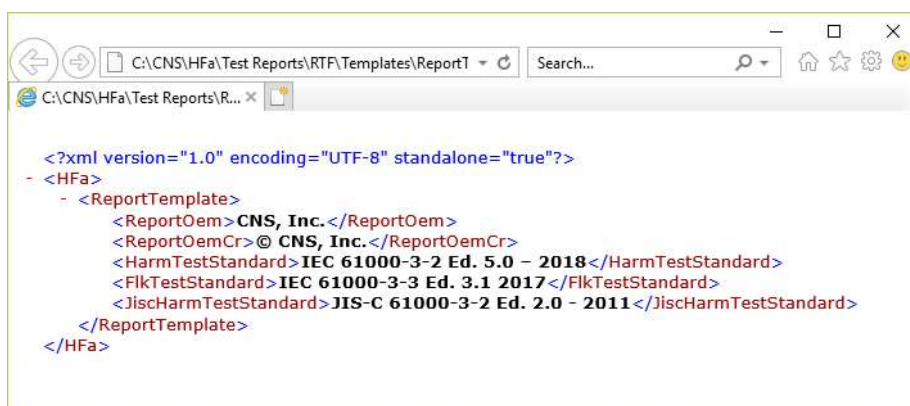 C:\CNS\HFa\Test Reports\RTF\Templates\ReportT
Search...
C:\CNS\HFa\Test Reports\R...
<?xml version="1.0" encoding="UTF-8" standalone="true"?>
- <HFa>
- <ReportTemplate>
<ReportOem>CNS, Inc.</ReportOem>
<ReportOemCr>© CNS, Inc.</ReportOemCr>
<HarmTestStandard>IEC 61000-3-2 Ed. 5.0 – 2018</HarmTestStandard>
<FlkTestStandard>IEC 61000-3-3 Ed. 3.1 2017</FlkTestStandard>
<JiscHarmTestStandard>JIS-C 61000-3-2 Ed. 2.0 - 2011</JiscHarmTestStandard>
</ReportTemplate>
</HFa>